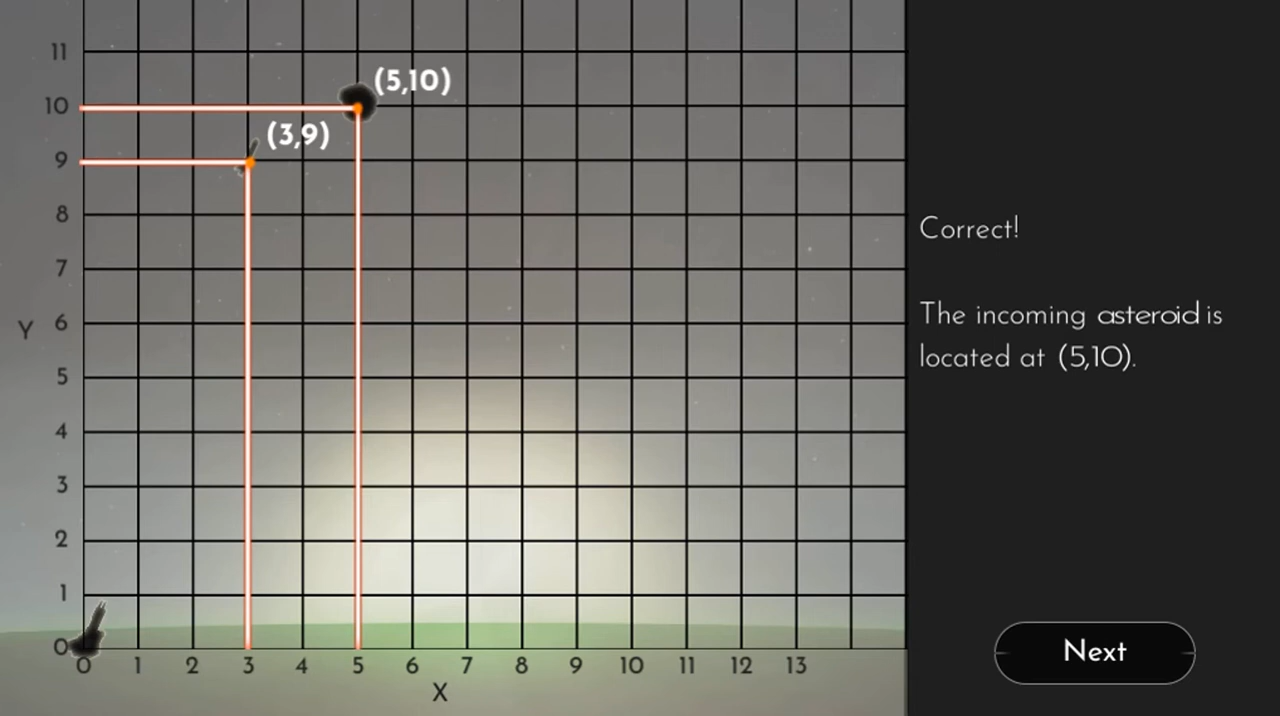 11
(5,10)
10
(3,9)
9
8
7
Y 6
5
4
3
2
1
0
0 1 2 3 4 5 6 7 8 9 10 11 12 13
X
Correct!
The incoming asteroid is
located at (5,10).
Next